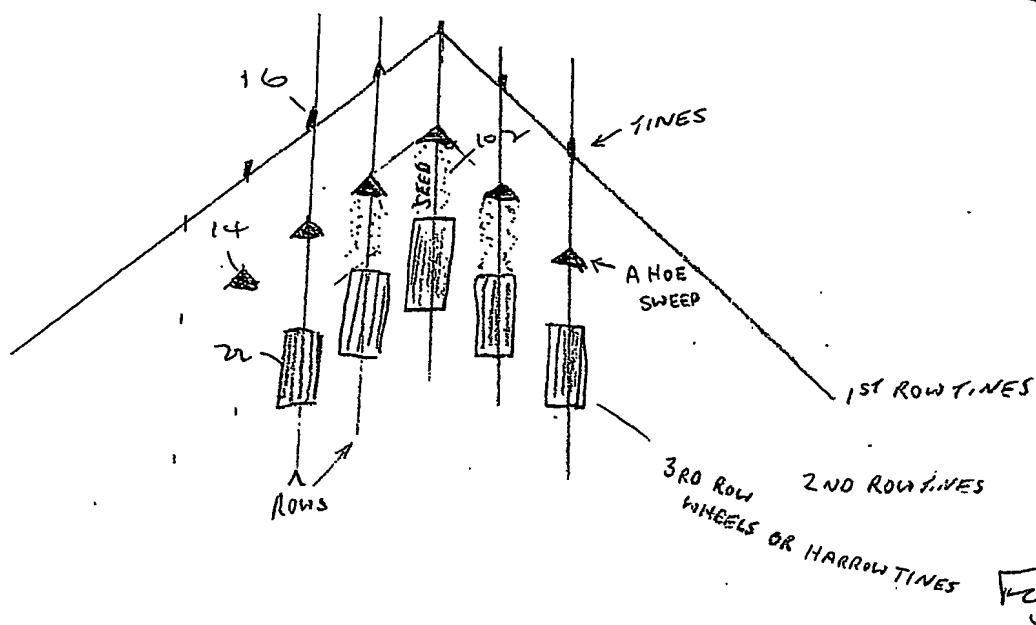 16
TINES
102
SEED
14
A HOE
SWEEP
22
1ST ROW TINES
ROWS
3RD ROW
WHEELS OR HARROW TINES
2ND ROW TINES